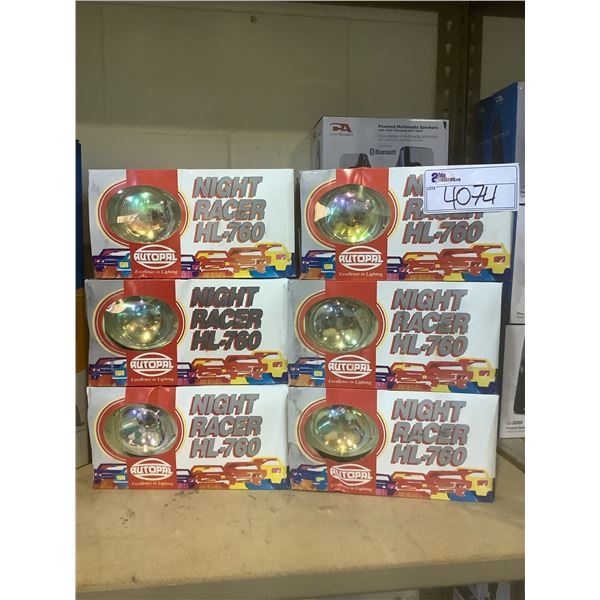 CA
Powered Multimedia Speakers
Bluetooth
LOT#
4074
NIGHT
RACER
HL-760
AUTOPAL
Excellence in Lighting
N
RACER
HL-760
AUTOPAL
Excellence in Lighting
NIGHT
RACER
HL-760
AUTOPAL
Excellence in Lighting
NIGHT
RACER
HL-760
AUTOPAL
Excellence in Lighting
NIGHT
RACER
HL-760
AUTOPAL
Excellence in Lighting
NIGHT
RACER
HL-760
AUTOPAL
Excellence in Lighting